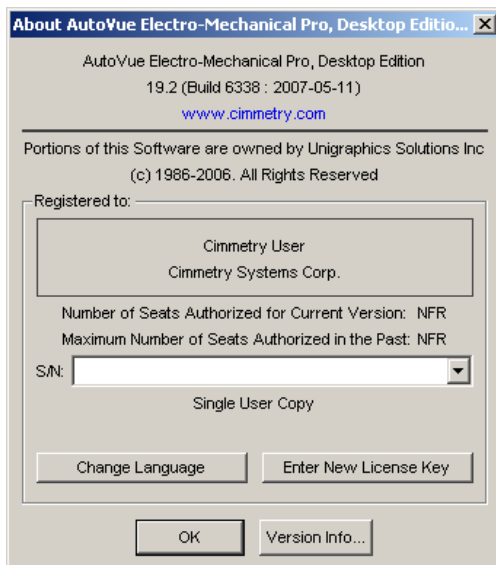 About AutoVue Electro-Mechanical Pro, Desktop Editio...
AutoVue Electro-Mechanical Pro, Desktop Edition
19.2 (Build 6338 : 2007-05-11)
www.cimmetry.com
Portions of this Software are owned by Unigraphics Solutions Inc
(c) 1986-2006. All Rights Reserved
Registered to:
Cimmetry User
Cimmetry Systems Corp.
Number of Seats Authorized for Current Version: NFR
Maximum Number of Seats Authorized in the Past: NFR
S/N:
Single User Copy
Change Language Enter New License Key
OK Version Info...